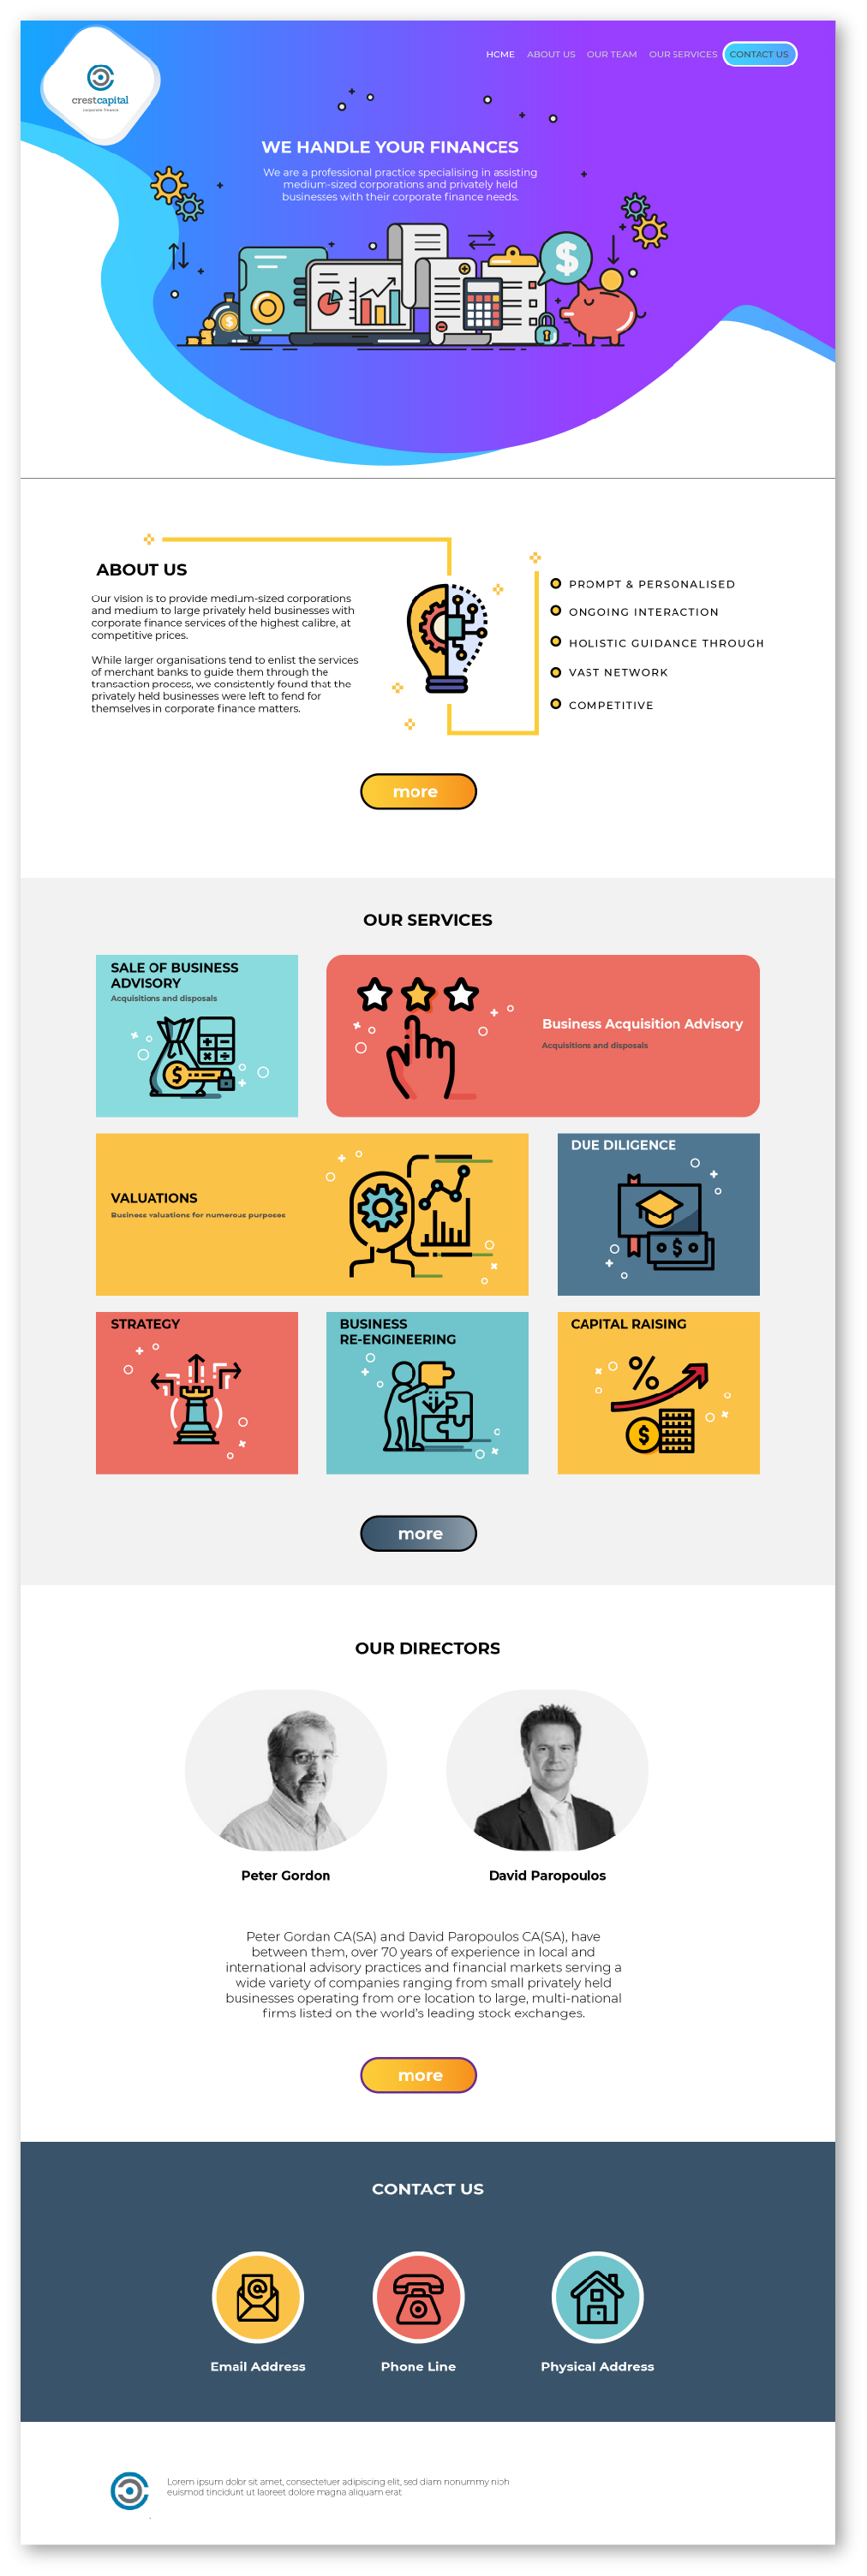 crestcapital
corporate finance
HOME ABOUT US OUR TEAM OUR SERVICES CONTACT US
WE HANDLE YOUR FINANCES
We are a professional practice specialising in assisting
medium-sized corporations and privately held
businesses with their corporate finance needs.
ABOUT US
Our vision is to provide medium-sized corporations
and medium to large privately held businesses with
corporate finance services of the highest calibre, at
competitive prices.
While larger organisations tend to enlist the services
of merchant banks to guide them through the
transaction process, we consistently found that the
privately held businesses were left to fend for
themselves in corporate finance matters.
PROMPT & PERSONALISED
ONGOING INTERACTION
HOLISTIC GUIDANCE THROUGH
VAST NETWORK
COMPETITIVE
more
OUR SERVICES
SALE OF BUSINESS
ADVISORY
Acquisitions and disposals
Business Acquisition Advisory
Acquisitions and disposals
VALUATIONS
Business valuations for numerous purposes
DUE DILIGENCE
STRATEGY
BUSINESS
RE-ENGINEERING
CAPITAL RAISING
more
OUR DIRECTORS
Peter Gordon
David Paropoulos
Peter Gordan CA(SA) and David Paropoulos CA(SA), have
between them, over 70 years of experience in local and
international advisory practices and financial markets serving a
wide variety of companies ranging from small privately held
businesses operating from one location to large, multi-national
firms listed on the world's leading stock exchanges.
more
CONTACT US
Email Address
Phone Line
Physical Address
Lorem ipsum dolor sit amet, consectetuer adipiscing elit, sed diam nonummy nibh
euismod tincidunt ut laoreet dolore magna aliquam erat